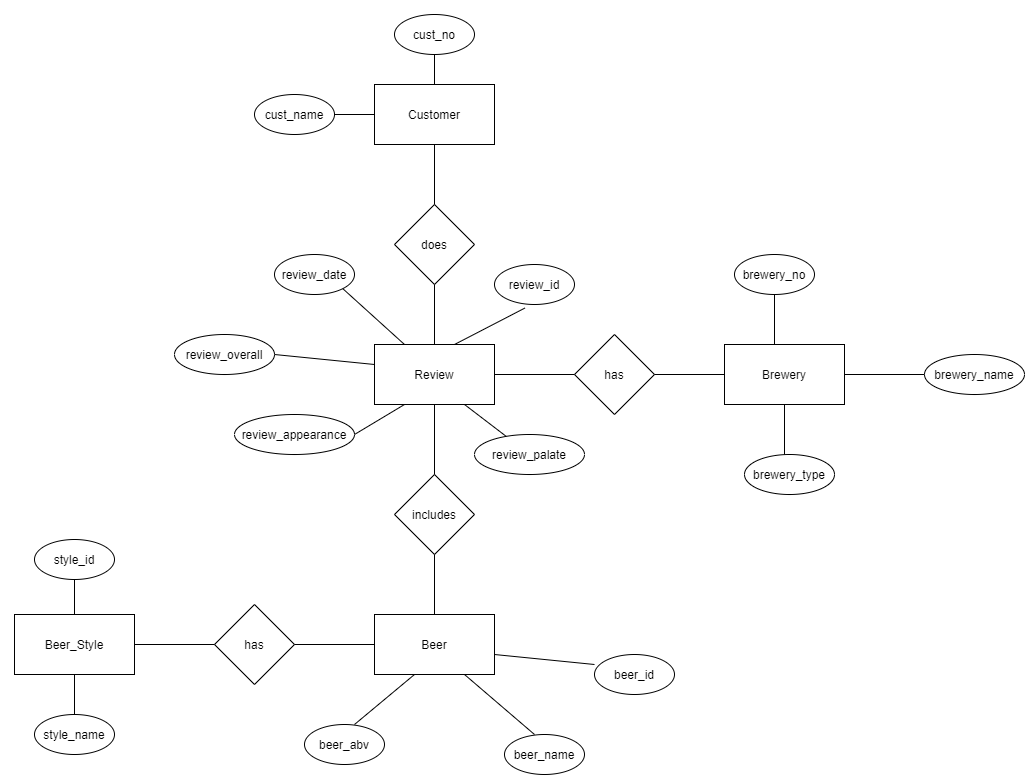 cust_no
cust_name
Customer
does
review_date
review_id
brewery_no
review_overall
Review
has
Brewery
brewery_name
review_appearance
review_palate
brewery_type
includes
style_id
Beer_Style
has
Beer
beer_id
style_name
beer_abv
beer_name